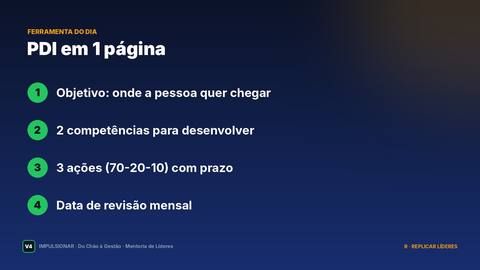 FERRAMENTA DO DIA
PDI em 1 página
1 Objetivo: onde a pessoa quer chegar
2 2 competências para desenvolver
3 3 ações (70-20-10) com prazo
4 Data de revisão mensal
V4 IMPULSIONAR · Do Chão à Gestão · Mentoria de Líderes
R · REPLICAR LÍDERES